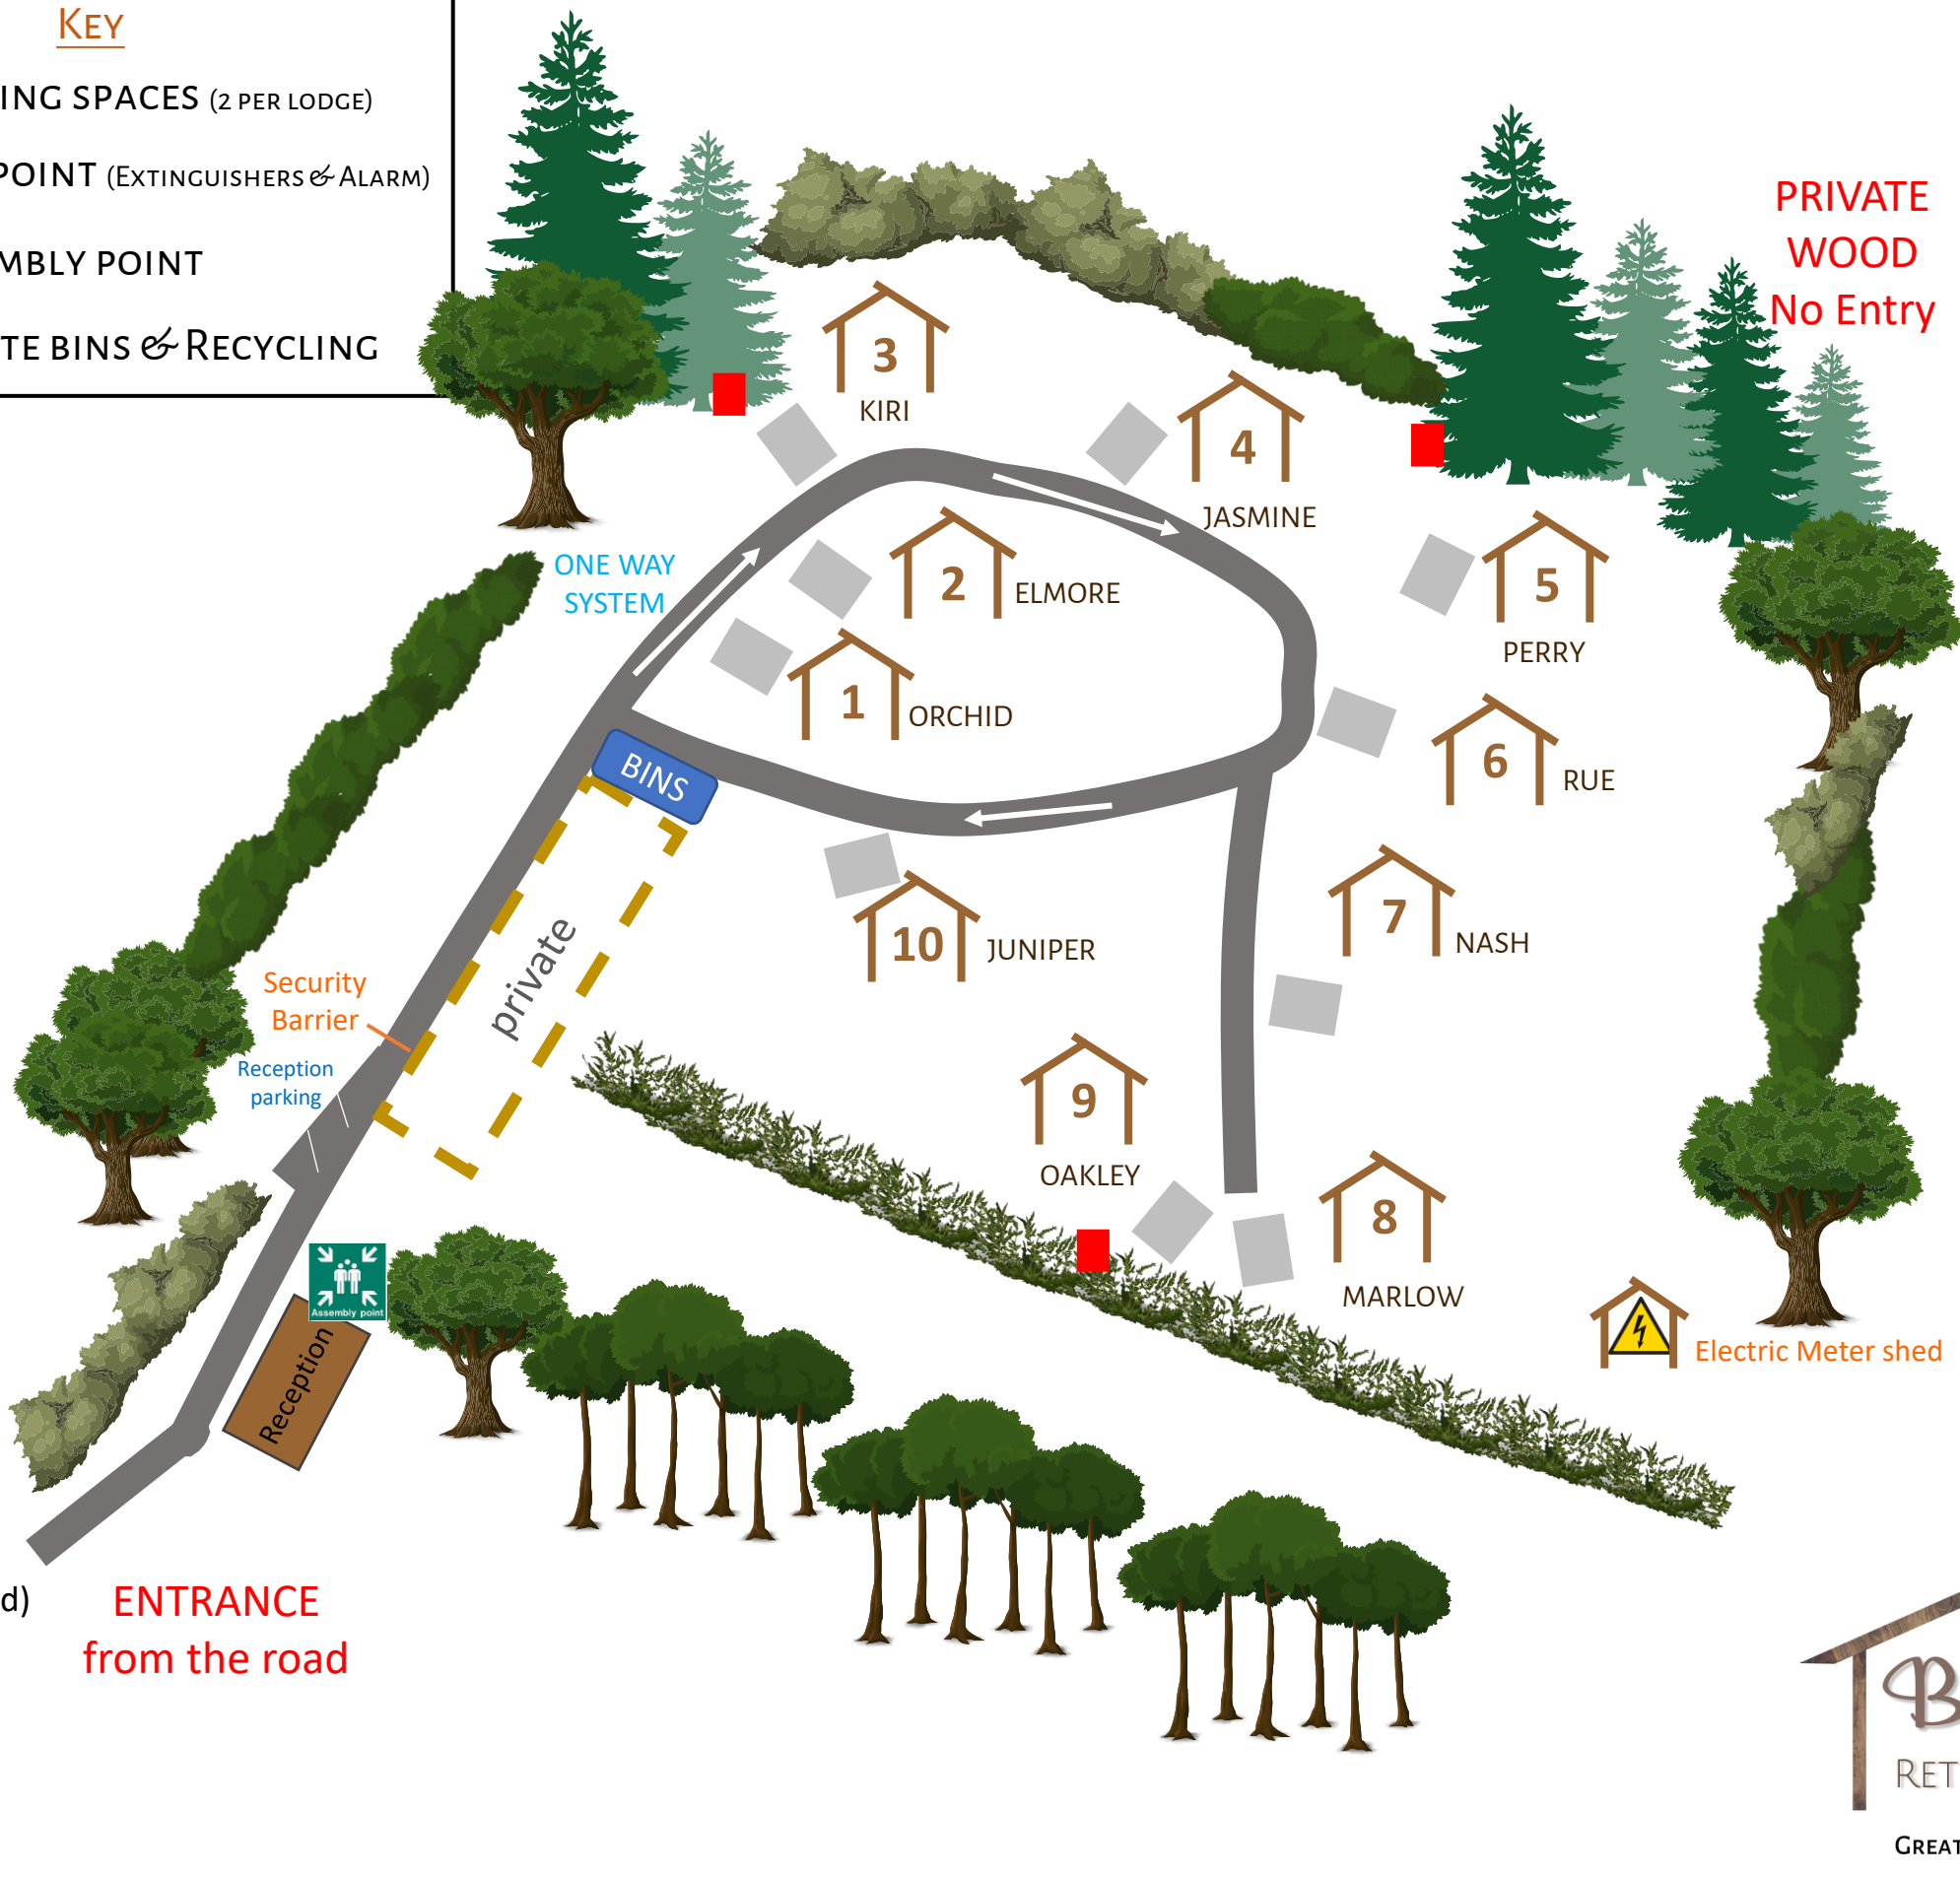 KEY
ING SPACES (2 PER LODGE)
POINT (EXTINGUISHERS & ALARM)
MBLY POINT
TE BINS & RECYCLING
PRIVATE
WOOD
No Entry
3
KIRI
4
JASMINE
ONE WAY
SYSTEM
2
ELMORE
5
PERRY
1
ORCHID
6
RUE
BINS
10
JUNIPER
7
NASH
private
Security
Barrier
Reception
parking
9
OAKLEY
8
MARLOW
Assembly point
Reception
Electric Meter shed
d)
ENTRANCE
from the road
B
RET
GREAT